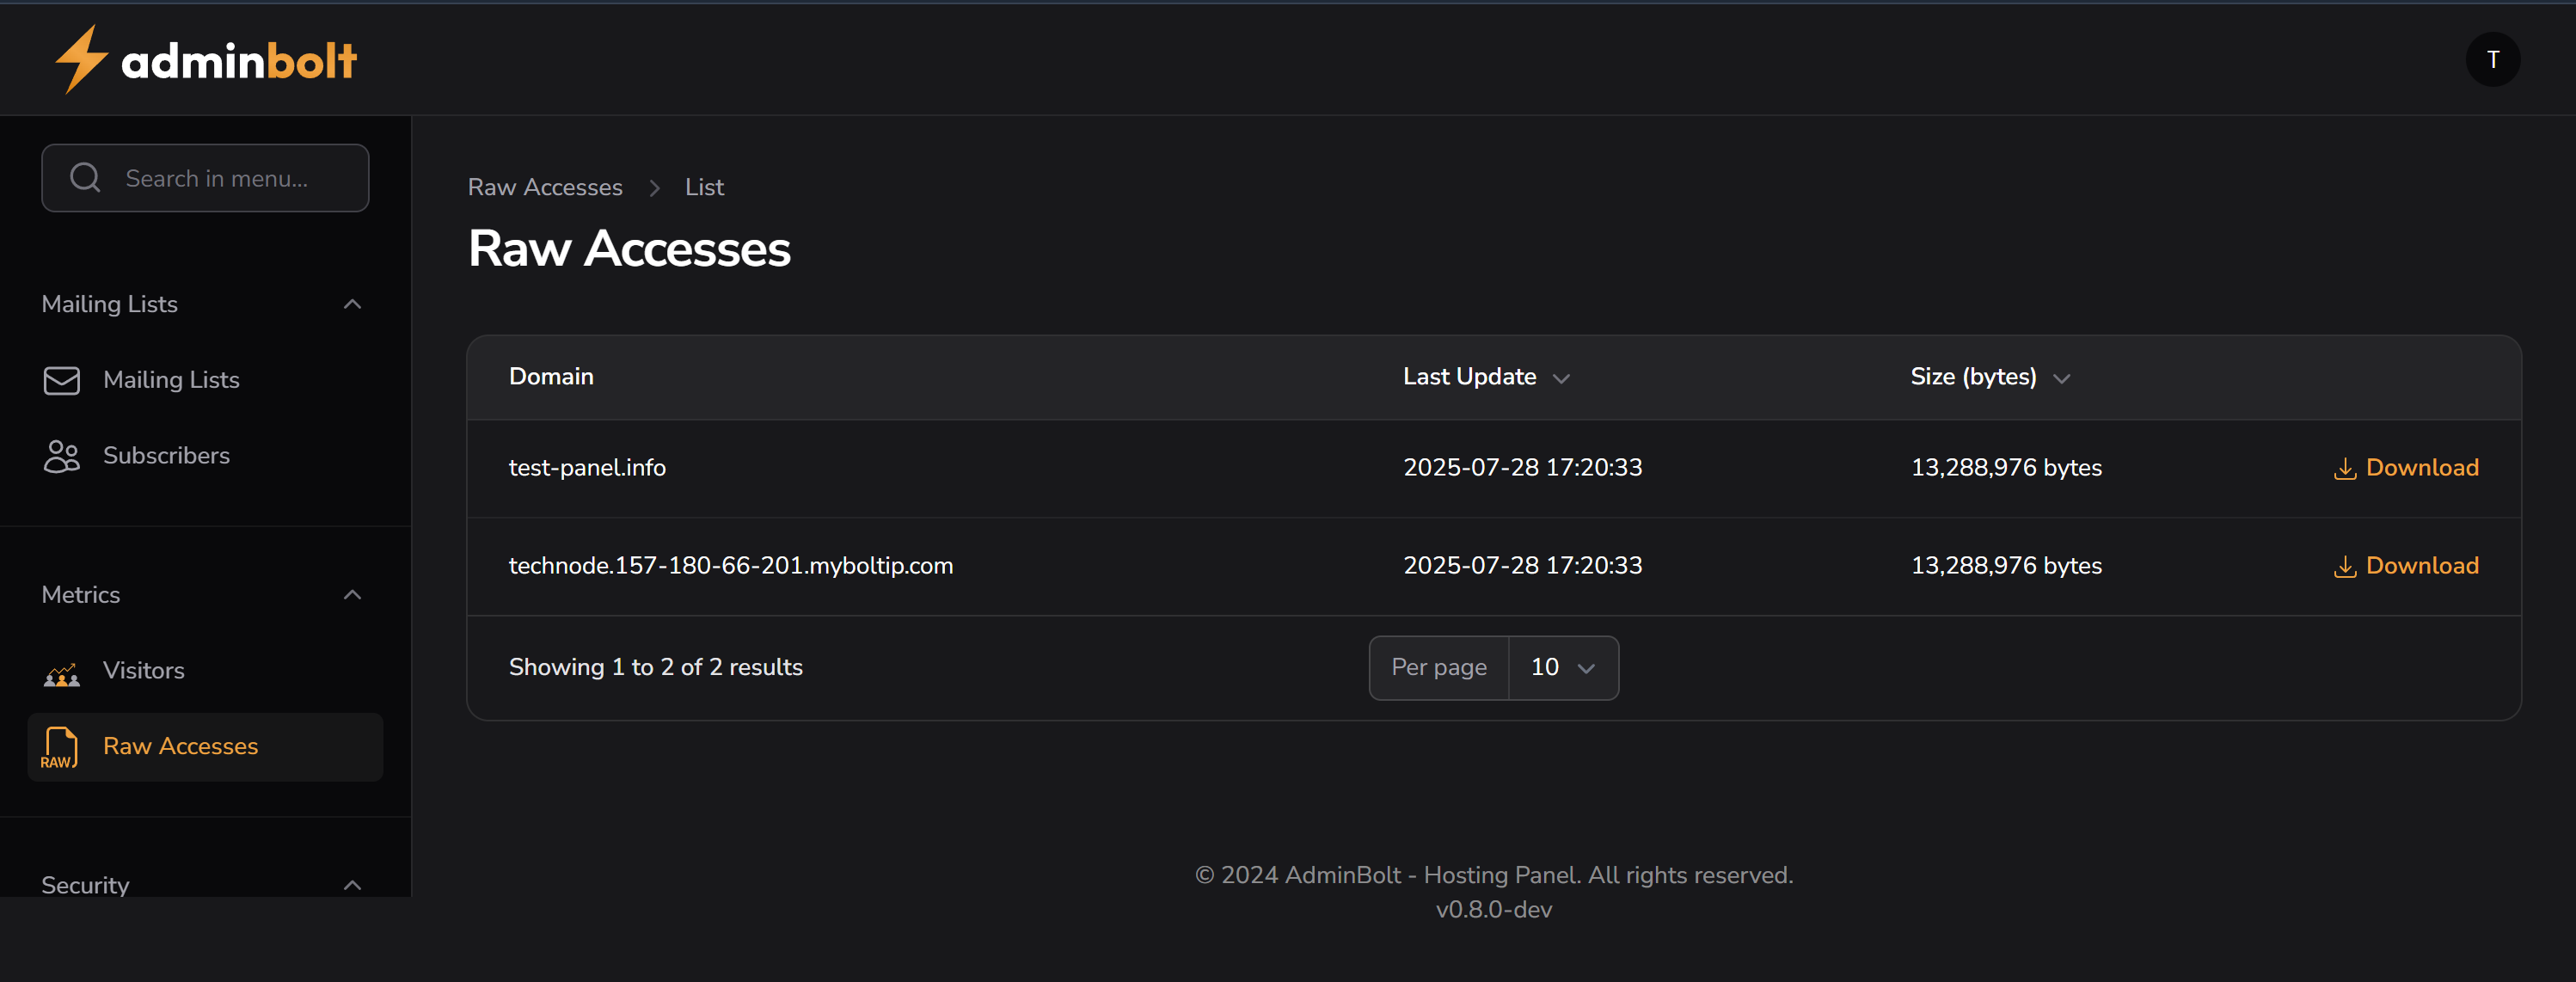 adminbolt
T
Search in menu...
Mailing Lists
Mailing Lists
Subscribers
Metrics
Visitors
RAW
Raw Accesses
Security
Raw Accesses > List
Raw Accesses
Domain Last Update Size (bytes)
test-panel.info 2025-07-28 17:20:33 13,288,976 bytes Download
technode.157-180-66-201.myboltip.com 2025-07-28 17:20:33 13,288,976 bytes Download
Showing 1 to 2 of 2 results Per page 10
© 2024 AdminBolt - Hosting Panel. All rights reserved.
v0.8.0-dev